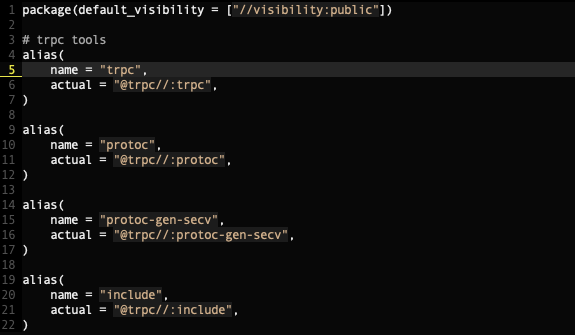 1 package(default_visibility = ["//visibility:public"])
2
3 # trpc tools
4 alias(
5     name = "trpc",
6     actual = "@trpc//:trpc",
7 )
8
9 alias(
10     name = "protoc",
11     actual = "@trpc//:protoc",
12 )
13
14 alias(
15     name = "protoc-gen-secv",
16     actual = "@trpc//:protoc-gen-secv",
17 )
18
19 alias(
20     name = "include",
21     actual = "@trpc//:include",
22 )